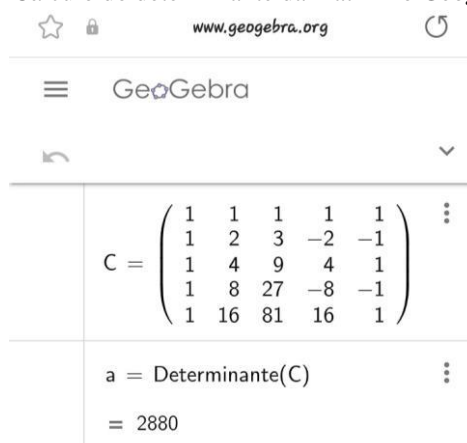 www.geogebra.org
GeoGebra
1 1 1 1 1
1 2 3 −2 −1
C = 1 4 9 4 1
1 8 27 −8 −1
1 16 81 16 1
a = Determinante(C)
= 2880